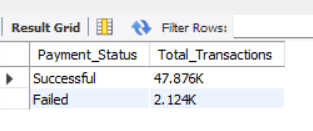 Result Grid Filter Rows:
Payment_Status Total_Transactions
Successful 47.876K
Failed 2.124K